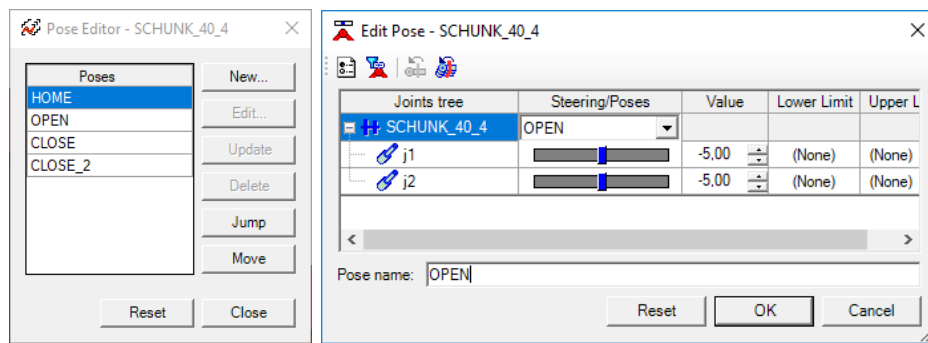 Pose Editor - SCHUNK_40_4
Poses
HOME
OPEN
CLOSE
CLOSE_2
New...
Edit...
Update
Delete
Jump
Move
Reset
Close
Edit Pose - SCHUNK_40_4
Joints tree Steering/Poses Value Lower Limit Upper L
SCHUNK_40_4 OPEN
j1 -5,00 (None) (None)
j2 -5,00 (None) (None)
Pose name: OPEN
Reset OK Cancel